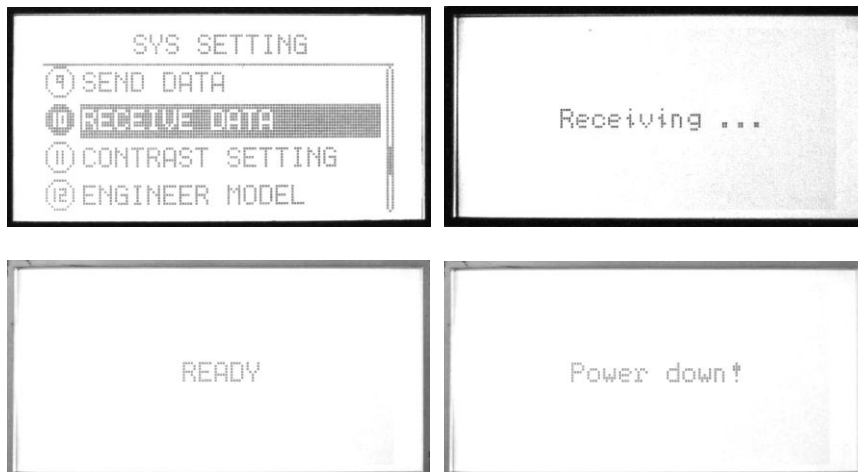 SYS SETTING
9 SEND DATA
10 RECEIVE DATA
11 CONTRAST SETTING
12 ENGINEER MODEL
Receiving ...
READY
Power down!